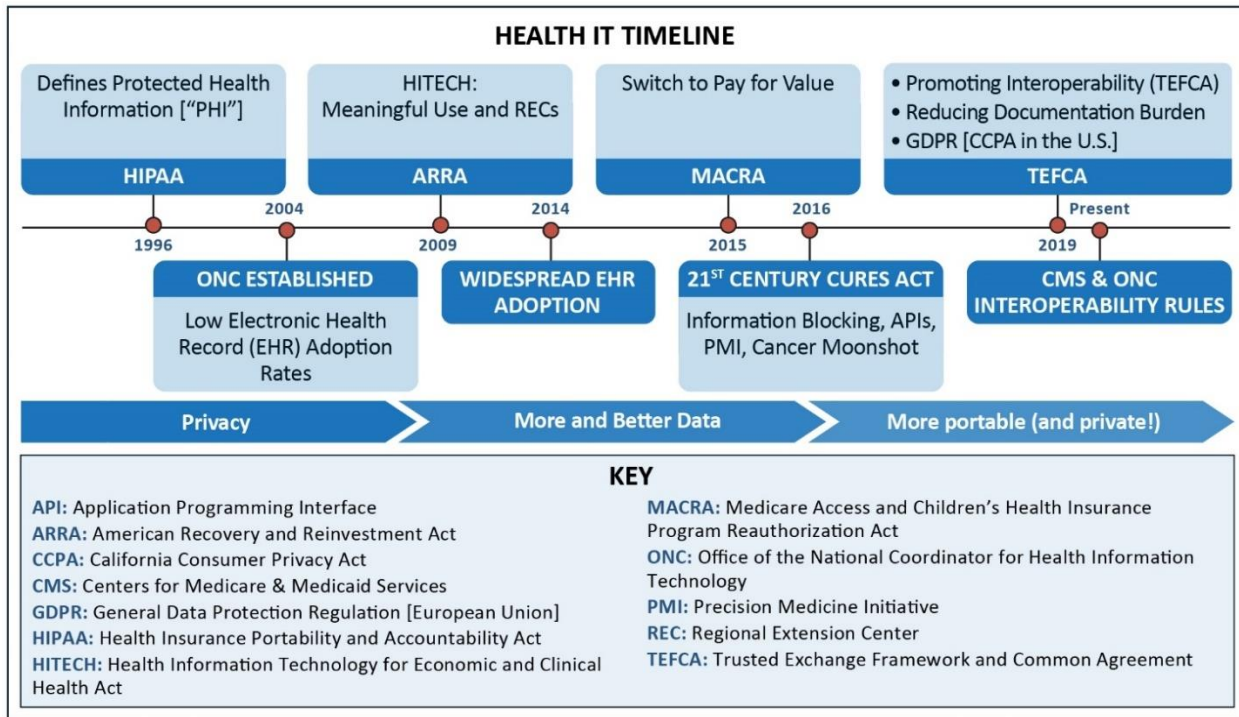 HEALTH IT TIMELINE
Defines Protected Health
Information [“PHI”]
HIPAA
1996
2004
ONC ESTABLISHED
Low Electronic Health
Record (EHR) Adoption
Rates
HITECH:
Meaningful Use and RECs
ARRA
2009
2014
WIDESPREAD EHR
ADOPTION
Switch to Pay for Value
MACRA
2015
2016
21ST CENTURY CURES ACT
Information Blocking, APIs,
PMI, Cancer Moonshot
• Promoting Interoperability (TEFCA)
• Reducing Documentation Burden
• GDPR [CCPA in the U.S.]
TEFCA
2019
Present
CMS & ONC
INTEROPERABILITY RULES
Privacy
More and Better Data
More portable (and private!)
KEY
API: Application Programming Interface
ARRA: American Recovery and Reinvestment Act
CCPA: California Consumer Privacy Act
CMS: Centers for Medicare & Medicaid Services
GDPR: General Data Protection Regulation [European Union]
HIPAA: Health Insurance Portability and Accountability Act
HITECH: Health Information Technology for Economic and Clinical
Health Act
MACRA: Medicare Access and Children’s Health Insurance
Program Reauthorization Act
ONC: Office of the National Coordinator for Health Information
Technology
PMI: Precision Medicine Initiative
REC: Regional Extension Center
TEFCA: Trusted Exchange Framework and Common Agreement